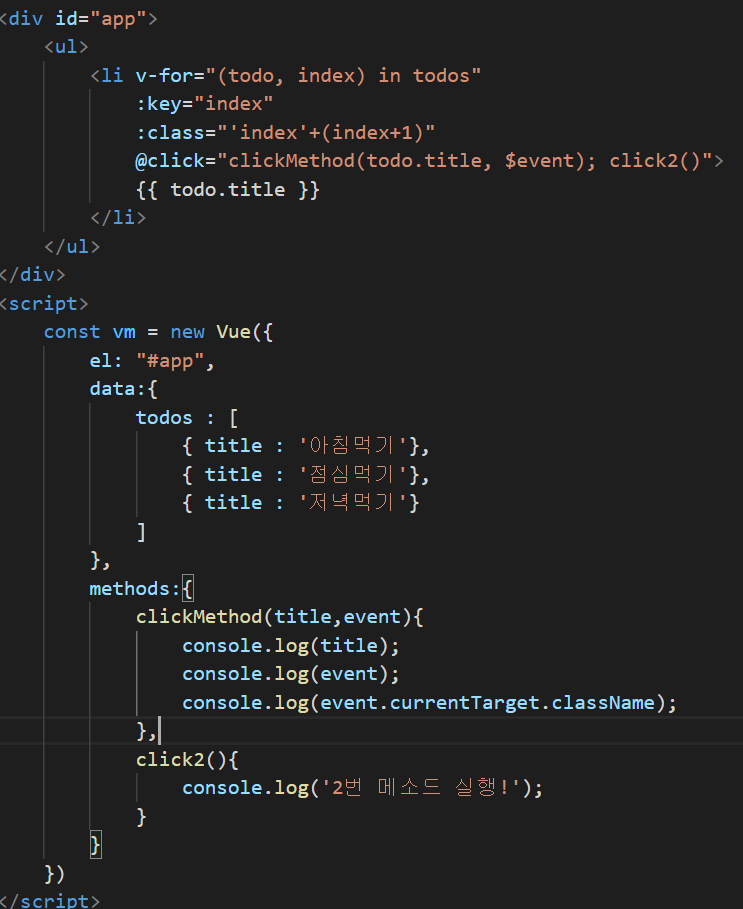 <div id="app">
    <ul>
        <li v-for="(todo, index) in todos"
            :key="index"
            :class="'index'+(index+1)"
            @click="clickMethod(todo.title, $event); click2()">
            {{ todo.title }}
        </li>
    </ul>
</div>
<script>
    const vm = new Vue({
        el: "#app",
        data:{
            todos : [
                { title : '아침먹기'},
                { title : '점심먹기'},
                { title : '저녁먹기'}
            ]
        },
        methods:{
            clickMethod(title,event){
                console.log(title);
                console.log(event);
                console.log(event.currentTarget.className);
            },
            click2(){
                console.log('2번 메소드 실행!');
            }
        }
    })
</script>